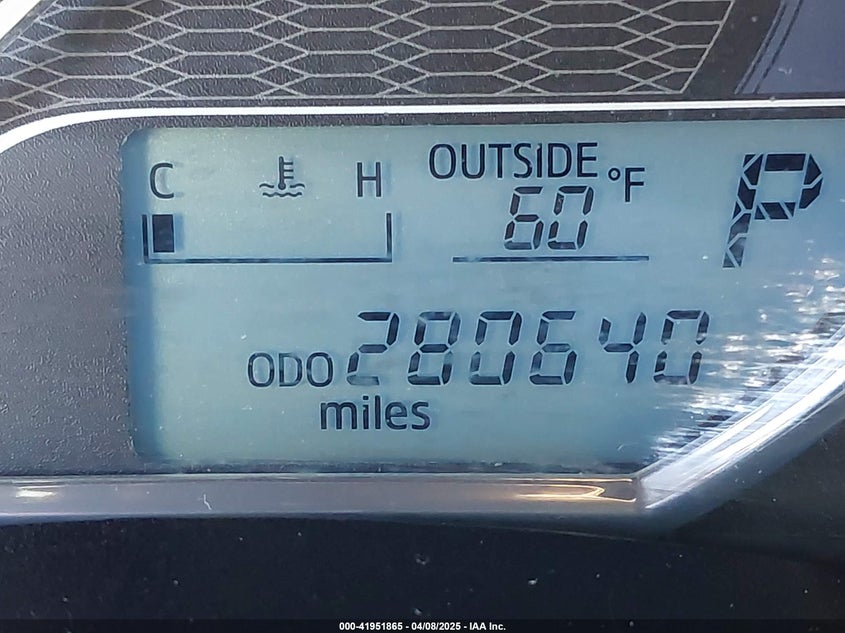 C H OUTSIDE
60 °F P
ODO 280640
miles
000-41951865 - 04/08/2025 - IAA Inc.